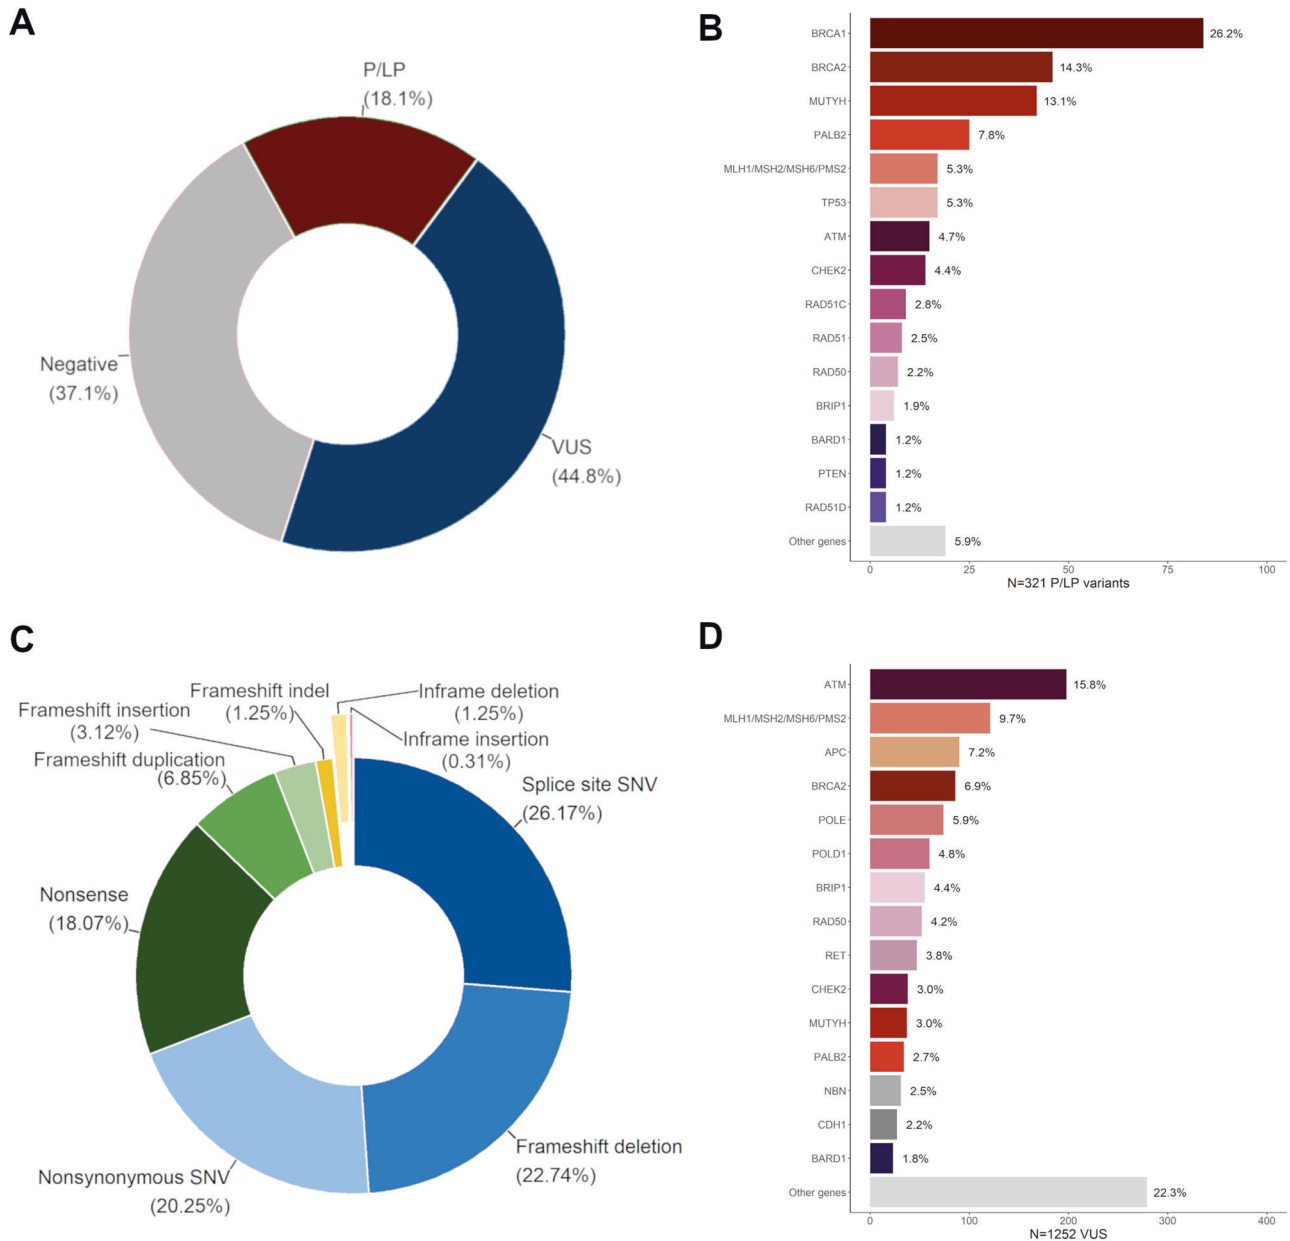 A
P/LP
(18.1%)
Negative
(37.1%)
VUS
(44.8%)
B
BRCA1 26.2%
BRCA2 14.3%
MUTYH 13.1%
PALB2 7.8%
MLH1/MSH2/MSH6/PMS2 5.3%
TP53 5.3%
ATM 4.7%
CHEK2 4.4%
RAD51C 2.8%
RAD51 2.5%
RAD50 2.2%
BRIP1 1.9%
BARD1 1.2%
PTEN 1.2%
RAD51D 1.2%
Other genes 5.9%
0 25 50 75 100
N=321 P/LP variants
C
Frameshift indel
(1.25%)
Inframe deletion
(1.25%)
Frameshift insertion
(3.12%)
Inframe insertion
(0.31%)
Frameshift duplication
(6.85%)
Splice site SNV
(26.17%)
Nonsense
(18.07%)
Frameshift deletion
(22.74%)
Nonsynonymous SNV
(20.25%)
D
ATM 15.8%
MLH1/MSH2/MSH6/PMS2 9.7%
APC 7.2%
BRCA2 6.9%
POLE 5.9%
POLD1 4.8%
BRIP1 4.4%
RAD50 4.2%
RET 3.8%
CHEK2 3.0%
MUTYH 3.0%
PALB2 2.7%
NBN 2.5%
CDH1 2.2%
BARD1 1.8%
Other genes 22.3%
0 100 200 300 400
N=1252 VUS